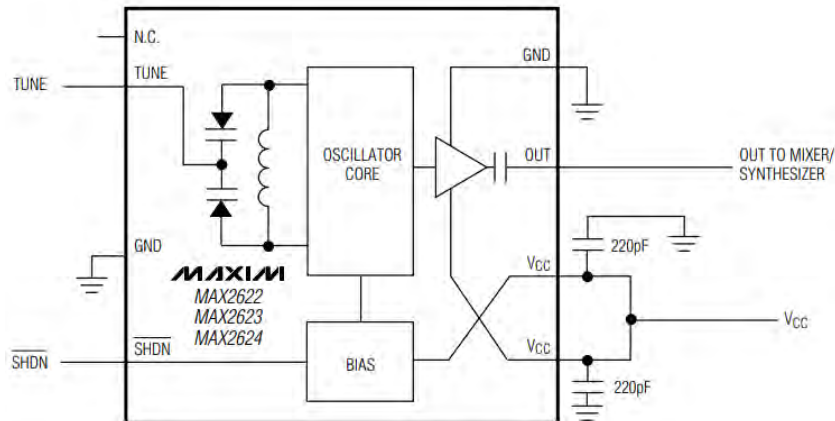 N.C.
TUNE
TUNE
GND
OSCILLATOR
CORE
OUT
OUT TO MIXER/
SYNTHESIZER
GND
MAXIM
MAX2622
MAX2623
MAX2624
220pF
VCC
VCC
SHDN
SHDN
BIAS
VCC
220pF